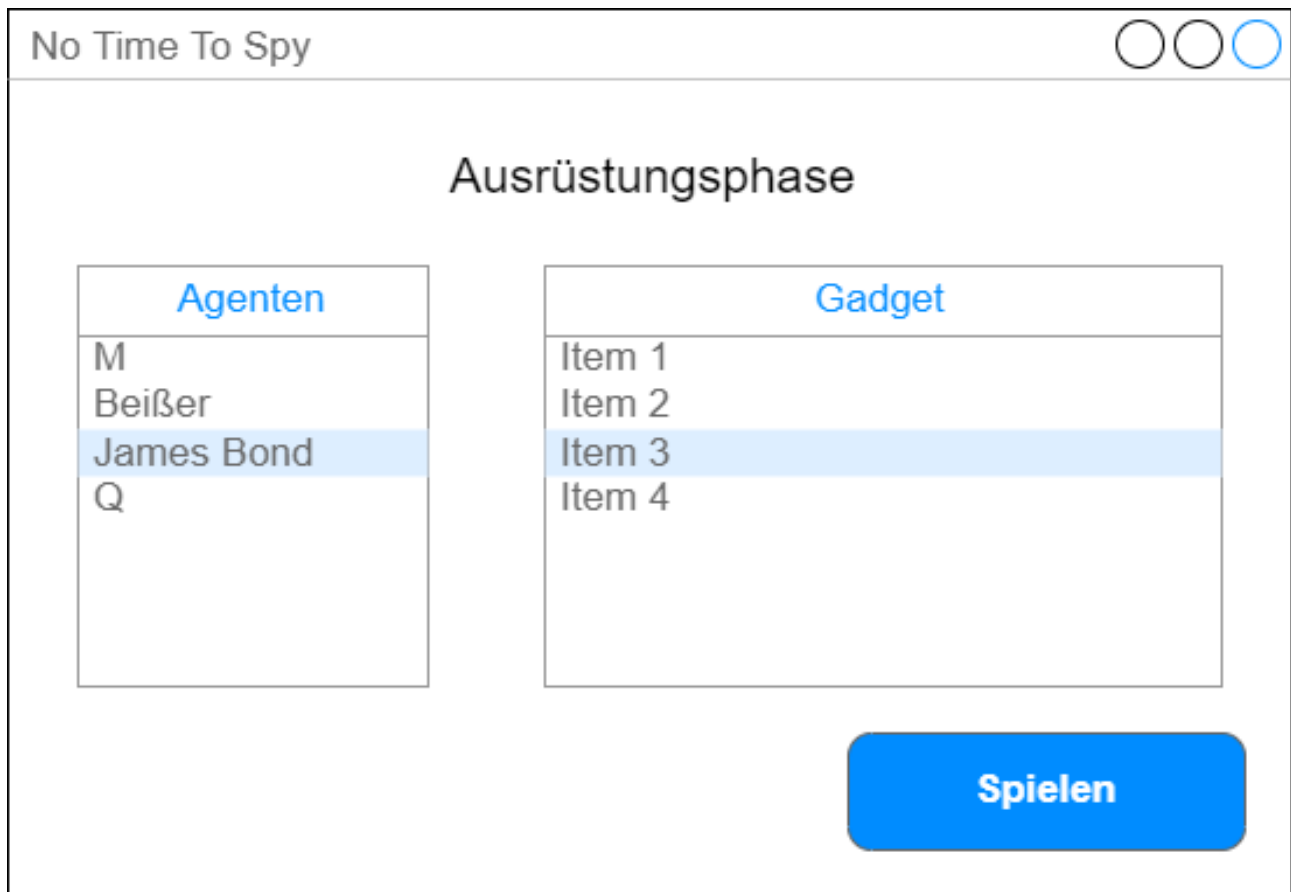 No Time To Spy
Ausrüstungsphase
Agenten
M
Beißer
James Bond
Q
Gadget
Item 1
Item 2
Item 3
Item 4
Spielen